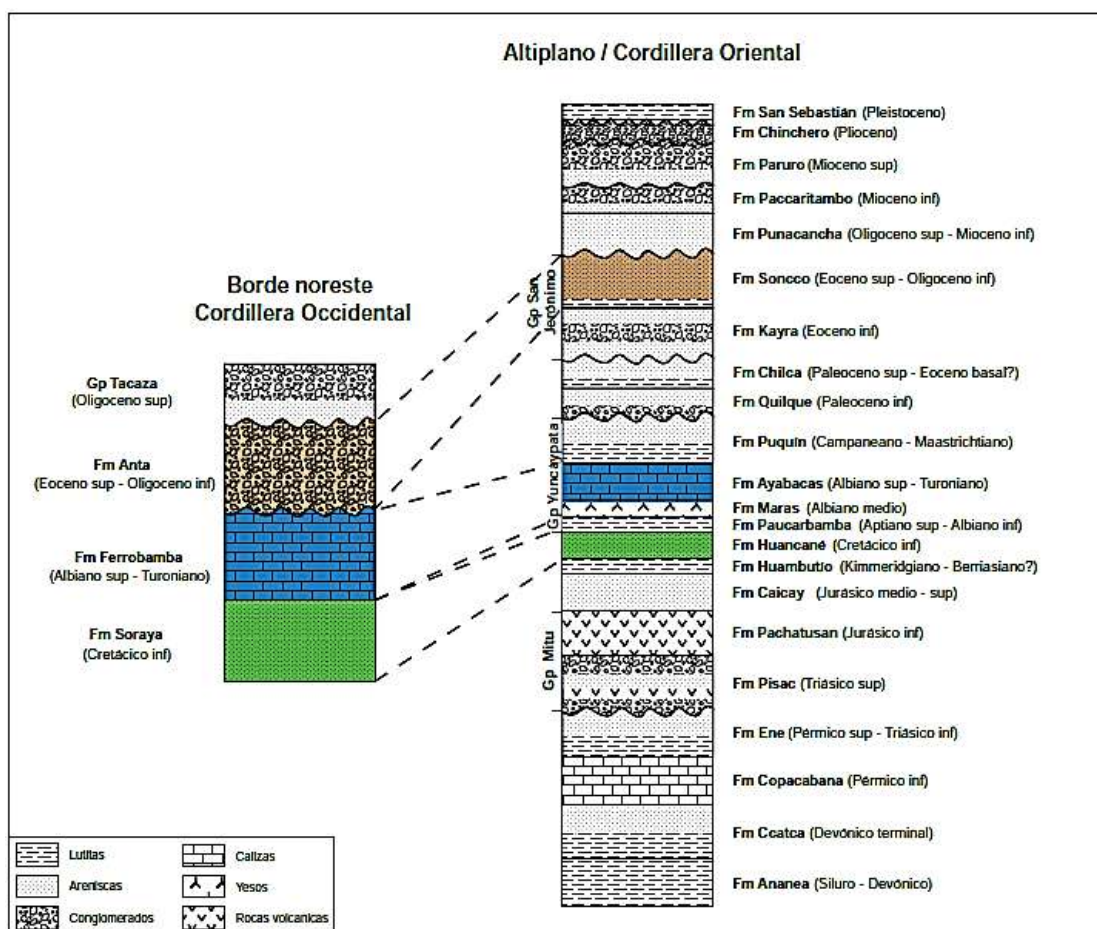 Altiplano / Cordillera Oriental
Borde noreste
Cordillera Occidental
Gp Tacaza
(Oligoceno sup)
Fm Anta
(Eoceno sup - Oligoceno inf)
Fm Ferrobamba
(Albiano sup - Turoniano)
Fm Soraya
(Cretácico inf)
Gp San
Jerónimo
Gp Yuncaypata
Gp Mitu
Fm San Sebastián (Pleistoceno)
Fm Chinchero (Plioceno)
Fm Paruro (Mioceno sup)
Fm Paccaritambo (Mioceno inf)
Fm Punacancha (Oligoceno sup - Mioceno inf)
Fm Soncco (Eoceno sup - Oligoceno inf)
Fm Kayra (Eoceno inf)
Fm Chilca (Paleoceno sup - Eoceno basal?)
Fm Quilque (Paleoceno inf)
Fm Puquín (Campaneano - Maastrichtiano)
Fm Ayabacas (Albiano sup - Turoniano)
Fm Maras (Albiano medio)
Fm Paucarbamba (Aptiano sup - Albiano inf)
Fm Huancané (Cretácico inf)
Fm Huambutío (Kimmeridgiano - Berriasiano?)
Fm Caicay (Jurásico medio - sup)
Fm Pachatusan (Jurásico inf)
Fm Pisac (Triásico sup)
Fm Ene (Pérmico sup - Triásico inf)
Fm Copacabana (Pérmico inf)
Fm Ccatca (Devónico terminal)
Fm Ananea (Siluro - Devónico)
Lutitas
Calizas
Areniscas
Yesos
Conglomerados
Rocas volcanicas